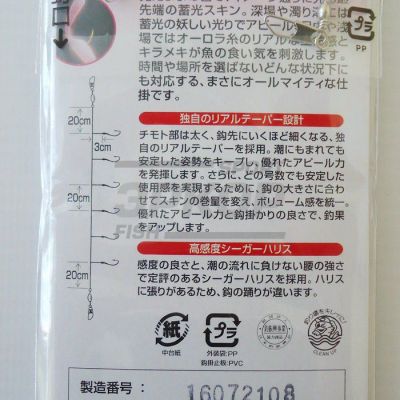 先端の蓄光スキン。深場や濁り潮には
蓄光の妖しい光りでアピール
場ではオーロラ糸のリアルな
キラメキが魚の食い気を刺激します。
時間や場所を選ばないどんな状況下に
も対応する、まさにオールマイティな仕
掛です。
独自のリアルテーパー設計
チモト部は太く、鈎先にいくほど細くなる、独
自のリアルテーパーを採用。潮にもまれても
安定した姿勢をキープし、優れたアピール力
を発揮します。さらに、どの号数でも安定した
使用感を実現するために、鈎の大きさに合わ
せてスキンの巻量を変え、ボリューム感を統一。
優れたアピール力と鈎掛かりの良さで、釣果
をアップします。
高感度シーガーハリス
感度の良さと、潮の流れに負けない腰の強さ
で定評のあるシーガーハリスを採用。ハリス
に張りがあるため、鈎の踊りが違います。
20cm
3cm
20cm
20cm
プラ
PP
紙
中台紙
プラ
外装袋:PP
鈎掛止板:PVC
CLEAN UP
製造番号: 16072108